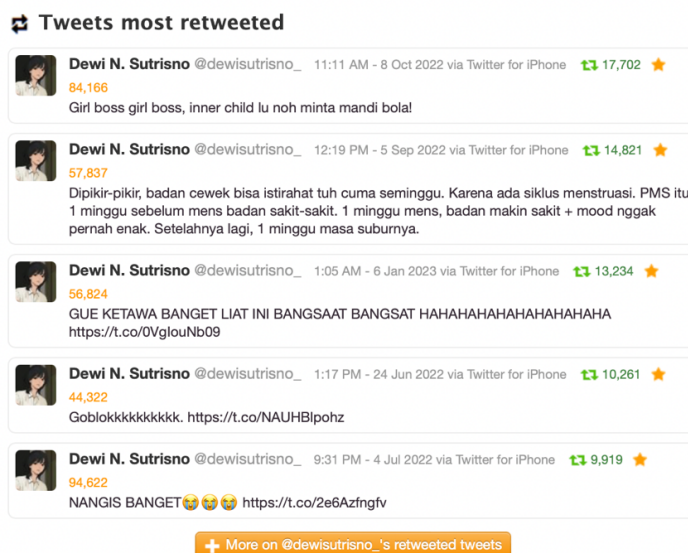 Tweets most retweeted
Dewi N. Sutrisno @dewisutrisno_ 11:11 AM - 8 Oct 2022 via Twitter for iPhone 17,702
84,166
Girl boss girl boss, inner child lu noh minta mandi bola!
Dewi N. Sutrisno @dewisutrisno_ 12:19 PM - 5 Sep 2022 via Twitter for iPhone 14,821
57,837
Dipikir-pikir, badan cewek bisa istirahat tuh cuma seminggu. Karena ada siklus menstruasi. PMS itu
1 minggu sebelum mens badan sakit-sakit. 1 minggu mens, badan makin sakit + mood nggak
pernah enak. Setelahnya lagi, 1 minggu masa suburnya.
Dewi N. Sutrisno @dewisutrisno_ 1:05 AM - 6 Jan 2023 via Twitter for iPhone 13,234
56,824
GUE KETAWA BANGET LIAT INI BANGSAAT BANGSAT HAHAHAHAHAHAHAHAHAHA
https://t.co/0VgIouNb09
Dewi N. Sutrisno @dewisutrisno_ 1:17 PM - 24 Jun 2022 via Twitter for iPhone 10,261
44,322
Goblokkkkkkkkkk. https://t.co/NAUHBlpohz
Dewi N. Sutrisno @dewisutrisno_ 9:31 PM - 4 Jul 2022 via Twitter for iPhone 9,919
94,622
NANGIS BANGET😭😭😭 https://t.co/2e6Azfngfv
+ More on @dewisutrisno_'s retweeted tweets